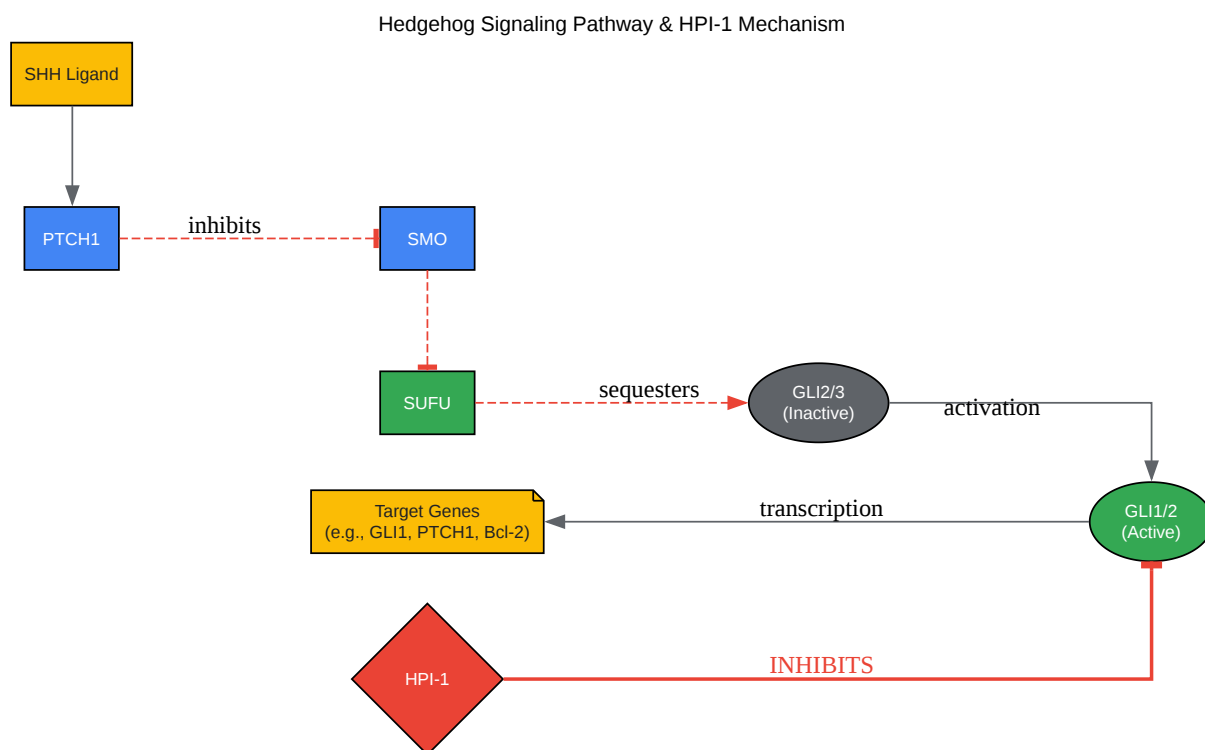 Hedgehog Signaling Pathway & HPI-1 Mechanism
SHH Ligand
PTCH1
inhibits
SMO
SUFU
sequesters
GLI2/3
(Inactive)
activation
Target Genes
(e.g., GLI1, PTCH1, Bcl-2)
transcription
GLI1/2
(Active)
HPI-1
INHIBITS